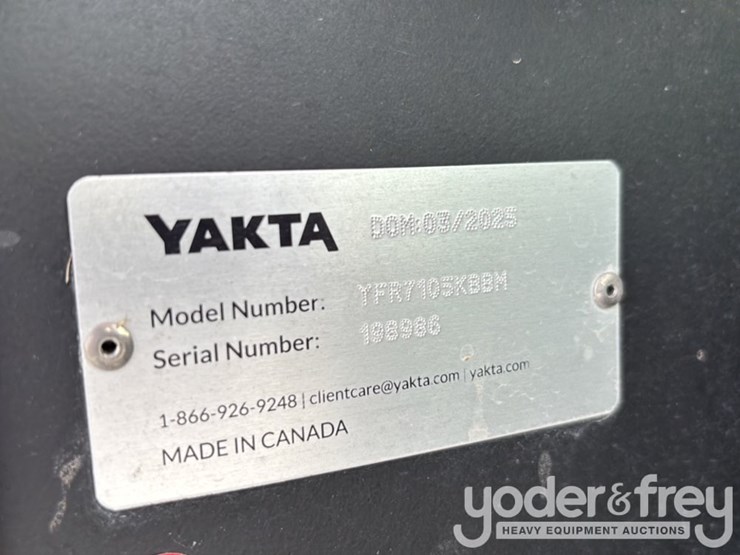 YAKTA DOM:03/2025
Model Number: YFR7105KBBM
Serial Number: 198986
1-866-926-9248 | clientcare@yakta.com | yakta.com
MADE IN CANADA
yoder&frey
HEAVY EQUIPMENT AUCTIONS